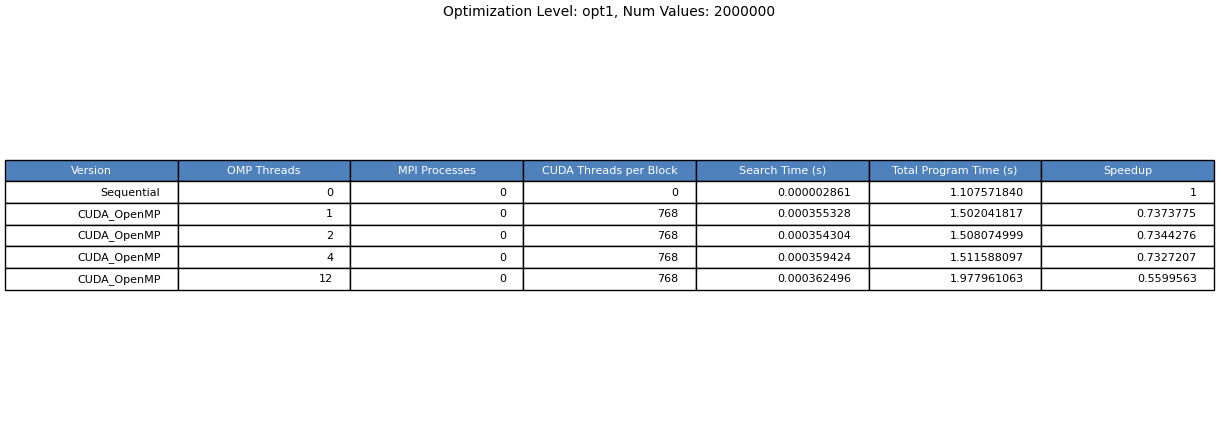 Optimization Level: opt1, Num Values: 2000000
Version OMP Threads MPI Processes CUDA Threads per Block Search Time (s) Total Program Time (s) Speedup
Sequential 0 0 0 0.000002861 1.107571840 1
CUDA_OpenMP 1 0 768 0.000355328 1.502041817 0.7373775
CUDA_OpenMP 2 0 768 0.000354304 1.508074999 0.7344276
CUDA_OpenMP 4 0 768 0.000359424 1.511588097 0.7327207
CUDA_OpenMP 12 0 768 0.000362496 1.977961063 0.5599563